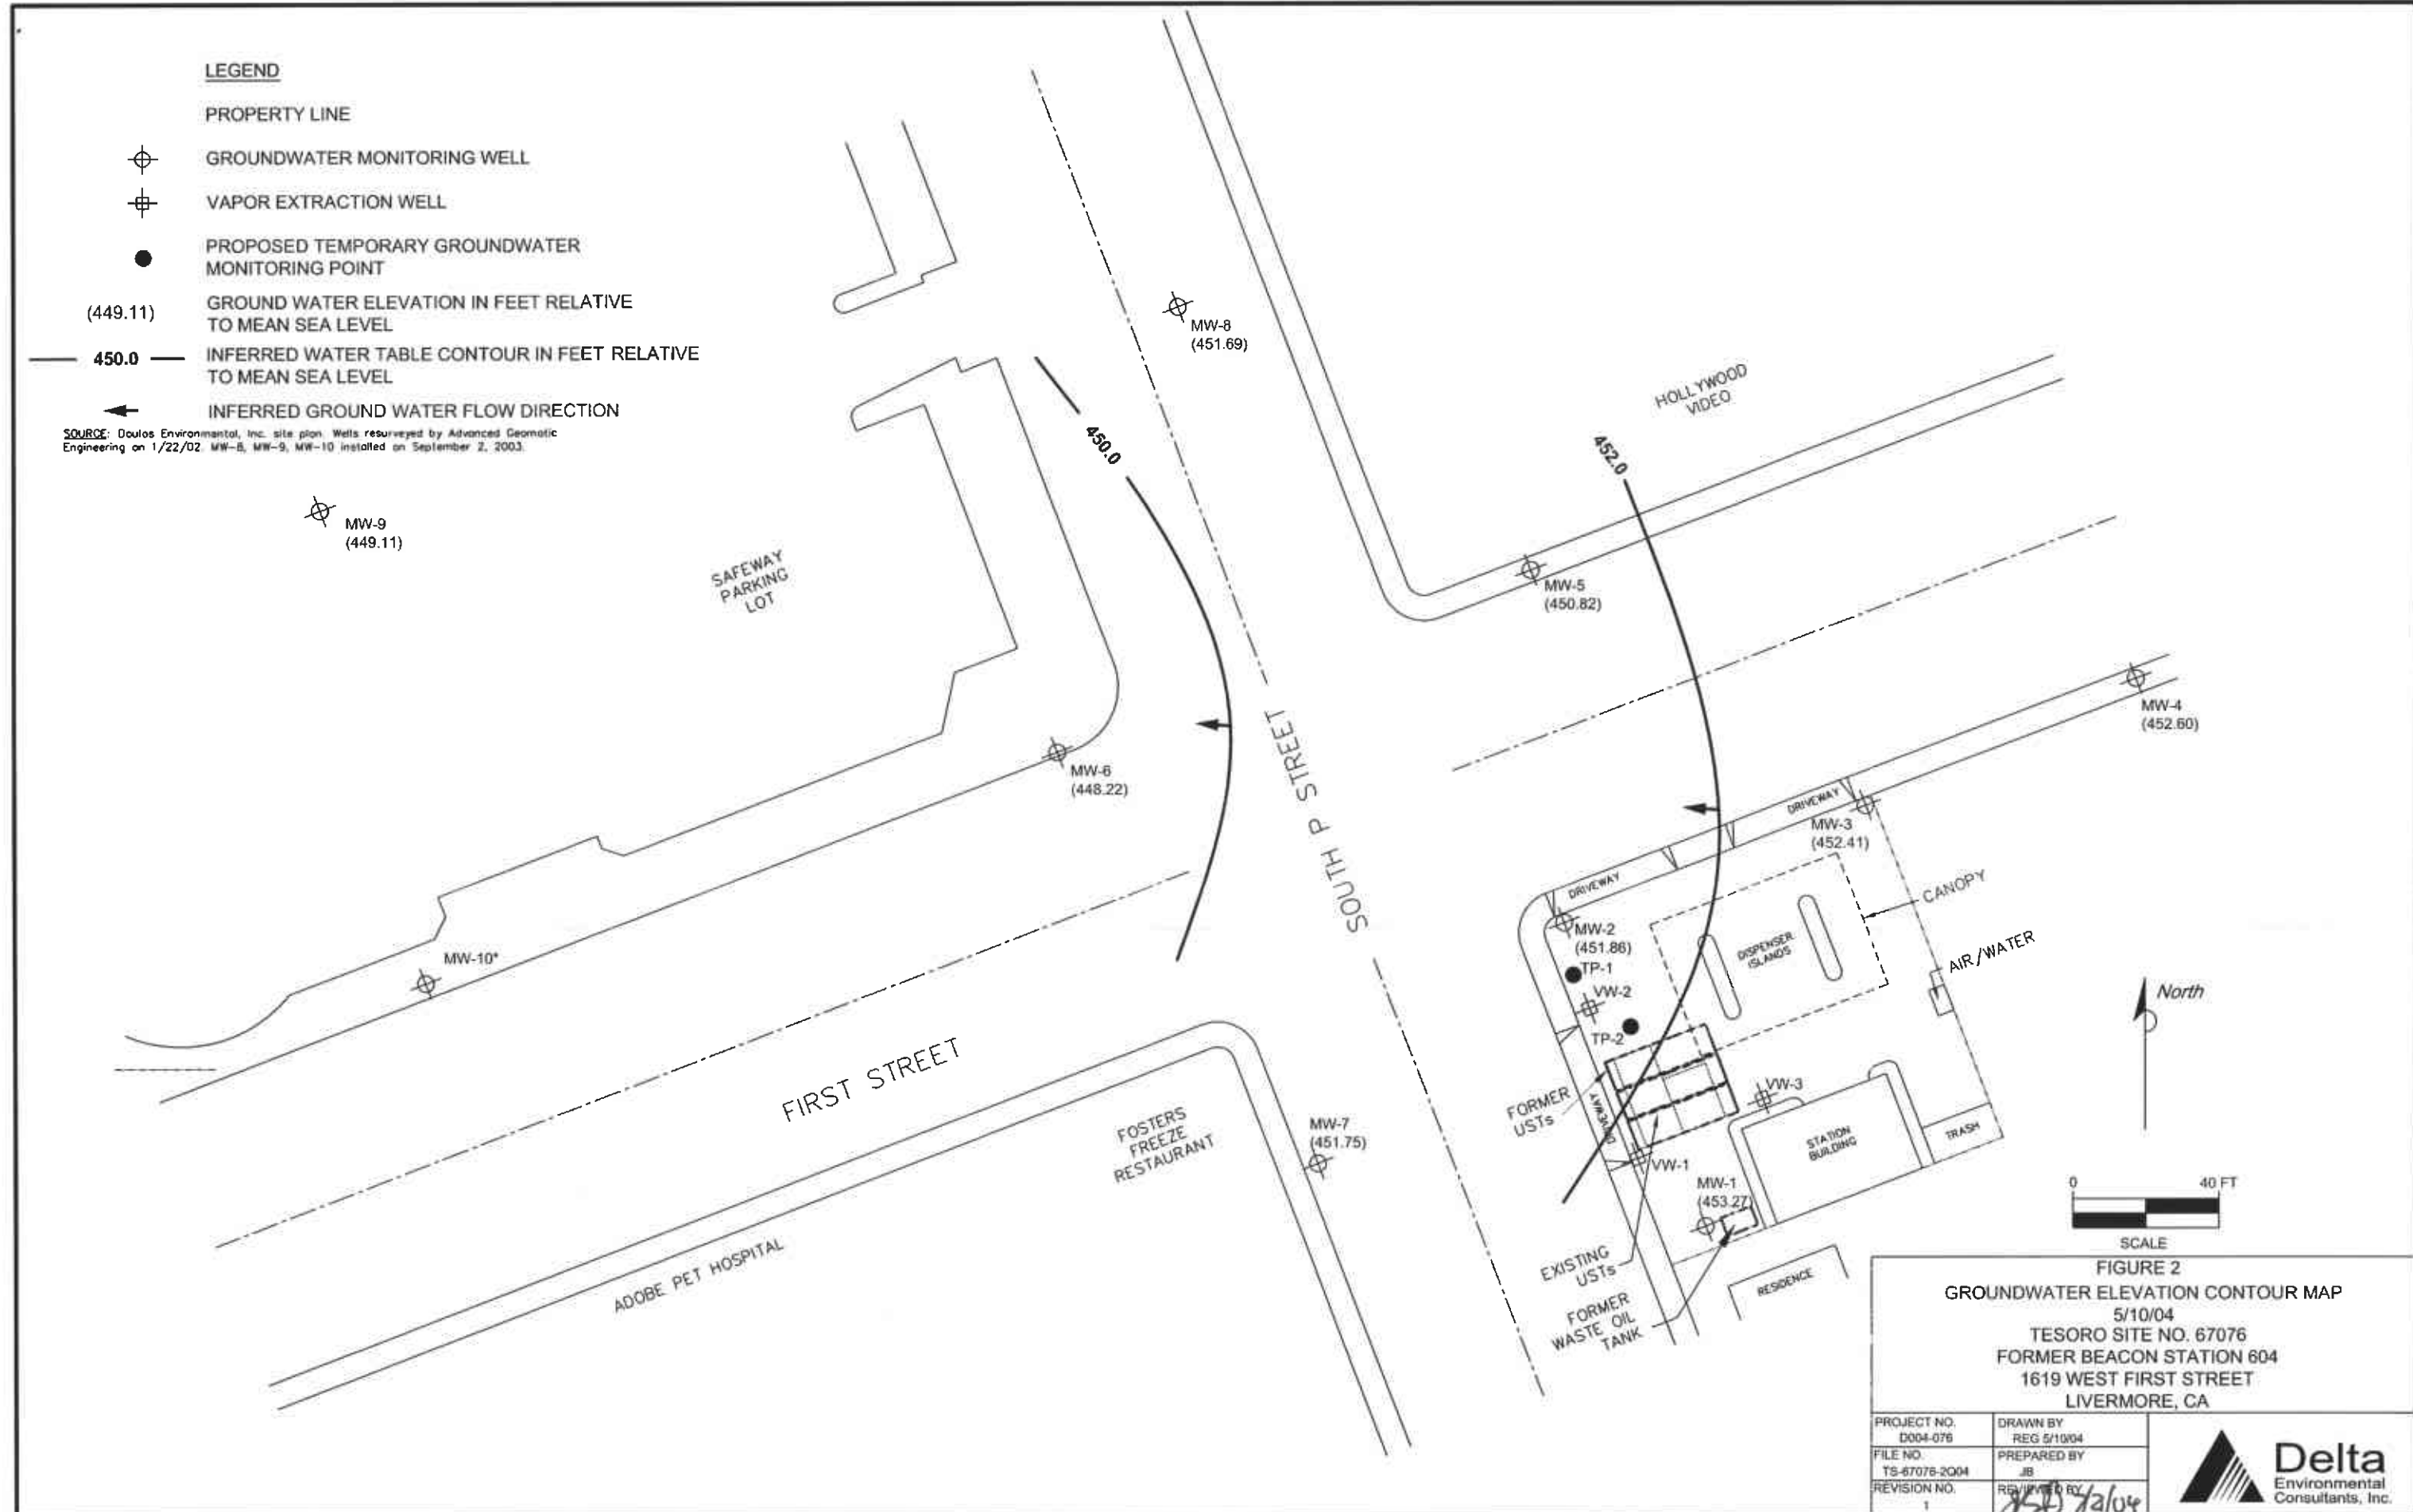 LEGEND
PROPERTY LINE
GROUNDWATER MONITORING WELL
VAPOR EXTRACTION WELL
PROPOSED TEMPORARY GROUNDWATER
MONITORING POINT
(449.11)
GROUND WATER ELEVATION IN FEET RELATIVE
TO MEAN SEA LEVEL
450.0
INFERRED WATER TABLE CONTOUR IN FEET RELATIVE
TO MEAN SEA LEVEL
INFERRED GROUND WATER FLOW DIRECTION
SOURCE: Doulos Environmental, Inc. site plan. Wells resurveyed by Advanced Geomatic
Engineering on 1/22/02. MW-8, MW-9, MW-10 installed on September 2, 2003.
MW-9
(449.11)
SAFEWAY
PARKING
LOT
450.0
MW-8
(451.69)
HOLLYWOOD
VIDEO
452.0
MW-5
(450.82)
MW-4
(452.60)
MW-6
(448.22)
SOUTH P STREET
MW-10*
FIRST STREET
DRIVEWAY
MW-3
(452.41)
DRIVEWAY
CANOPY
MW-2
(451.86)
DISPENSER
ISLANDS
AIR/WATER
TP-1
VW-2
TP-2
North
FORMER
USTs
DRIVEWAY
VW-3
FOSTERS
FREEZE
RESTAURANT
MW-7
(451.75)
STATION
BUILDING
TRASH
VW-1
MW-1
(453.27)
ADOBE PET HOSPITAL
EXISTING
USTs
FORMER
WASTE OIL
TANK
RESIDENCE
0
40 FT
SCALE
FIGURE 2
GROUNDWATER ELEVATION CONTOUR MAP
5/10/04
TESORO SITE NO. 67076
FORMER BEACON STATION 604
1619 WEST FIRST STREET
LIVERMORE, CA
PROJECT NO.
D004-076
DRAWN BY
REG 5/10/04
FILE NO.
TS-67076-2Q04
PREPARED BY
JB
REVISION NO.
1
REVIEWED BY
Delta
Environmental
Consultants, Inc.